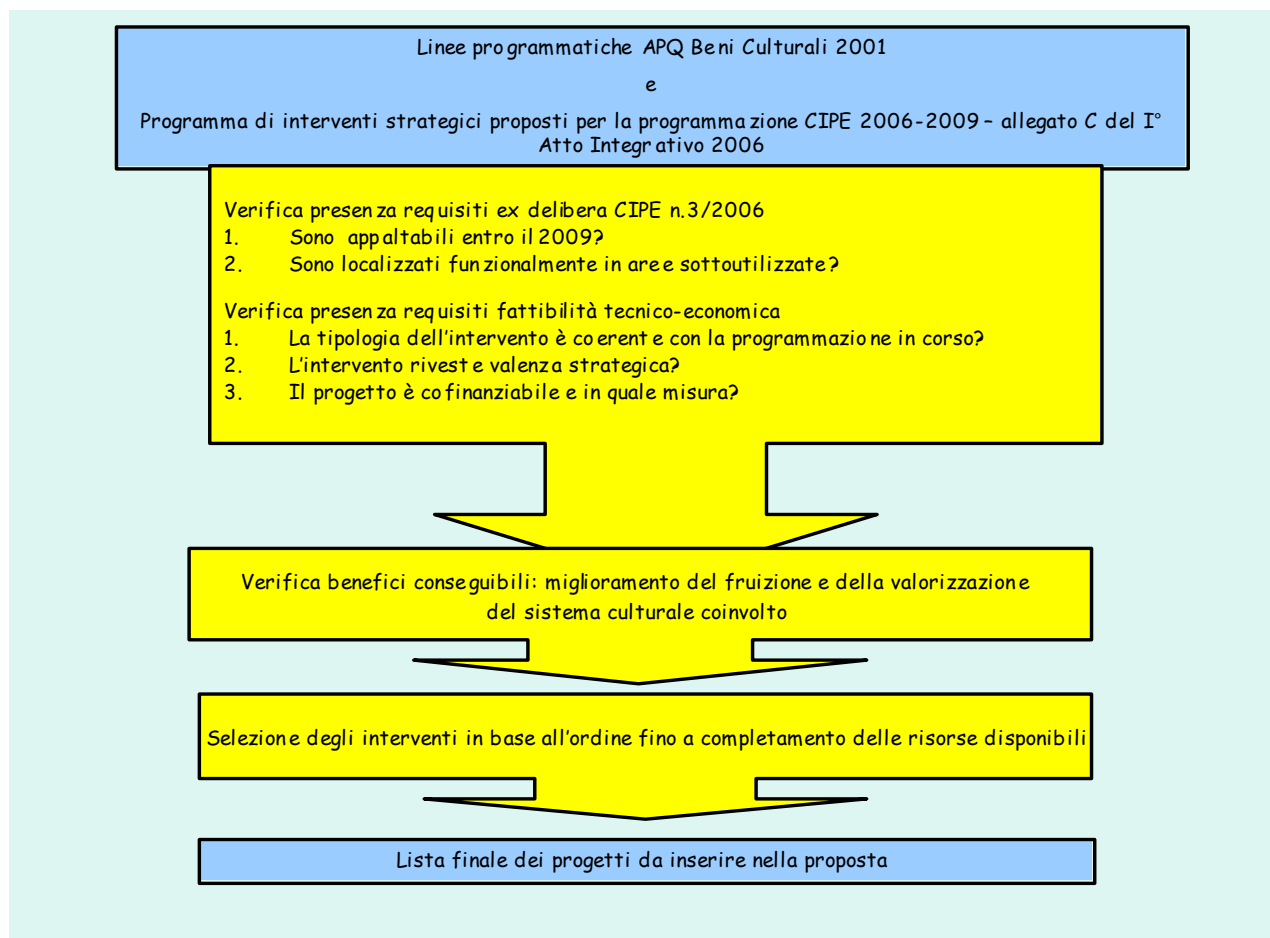 Linee programmatiche APQ Beni Culturali 2001
e
Programma di interventi strategici proposti per la programmazione CIPE 2006-2009 – allegato C del I°
Atto Integrativo 2006
Verifica presenza requisiti ex delibera CIPE n.3/2006
1. Sono appaltabili entro il 2009?
2. Sono localizzati funzionalmente in aree sottoutilizzate?
Verifica presenza requisiti fattibilità tecnico-economica
1. La tipologia dell'intervento è coerente con la programmazione in corso?
2. L'intervento riveste valenza strategica?
3. Il progetto è cofinanziabile e in quale misura?
Verifica benefici conseguibili: miglioramento del fruizione e della valorizzazione
del sistema culturale coinvolto
Selezione degli interventi in base all'ordine fino a completamento delle risorse disponibili
Lista finale dei progetti da inserire nella proposta